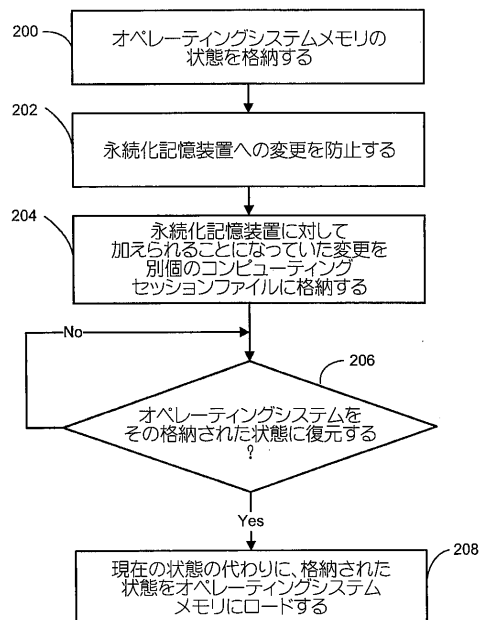 200
オペレーティングシステムメモリの
状態を格納する
202
永続化記憶装置への変更を防止する
204
永続化記憶装置に対して
加えられることになっていた変更を
別個のコンピューティング
セッションファイルに格納する
No
206
オペレーティングシステムを
その格納された状態に復元する
?
Yes
208
現在の状態の代わりに、格納された
状態をオペレーティングシステム
メモリにロードする